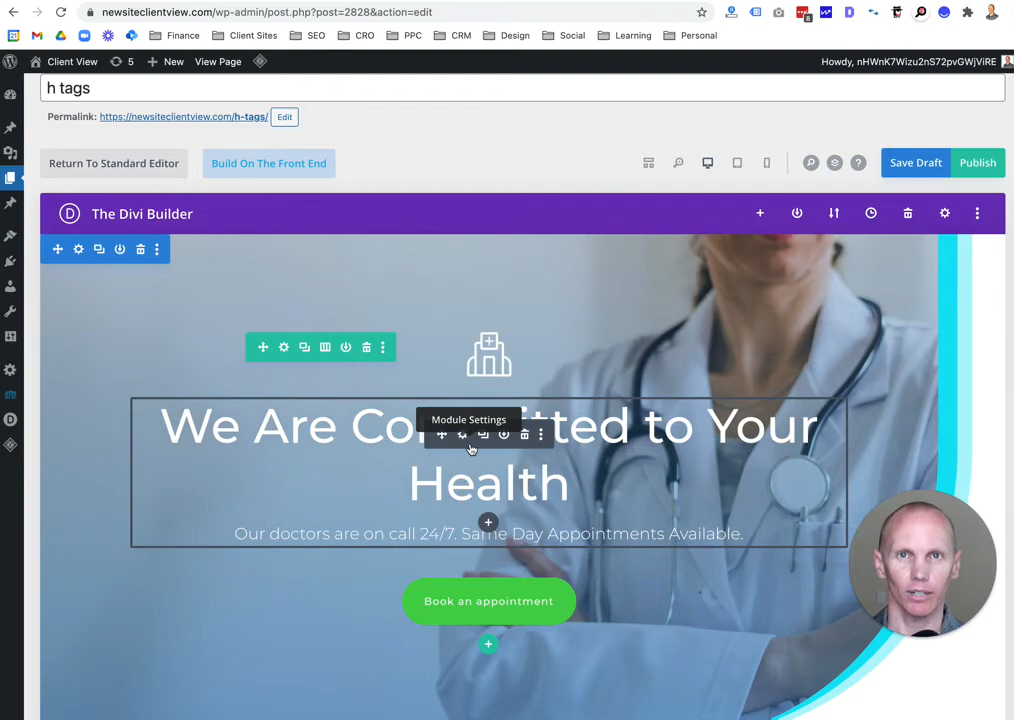 newsiteclientview.com/wp-admin/post.php?post=2828&action=edit
Finance Client Sites SEO CRO PPC CRM Design Social Learning Personal
Client View 5 New View Page Howdy, nHWnK7Wizu2nS72pvGWjViRE
h tags
Permalink: https://newsiteclientview.com/h-tags/ Edit
Return To Standard Editor Build On The Front End ? Save Draft Publish
D The Divi Builder
Module Settings
We Are Com tted to Your
Health
Our doctors are on call 24/7. Same Day Appointments Available.
Book an appointment